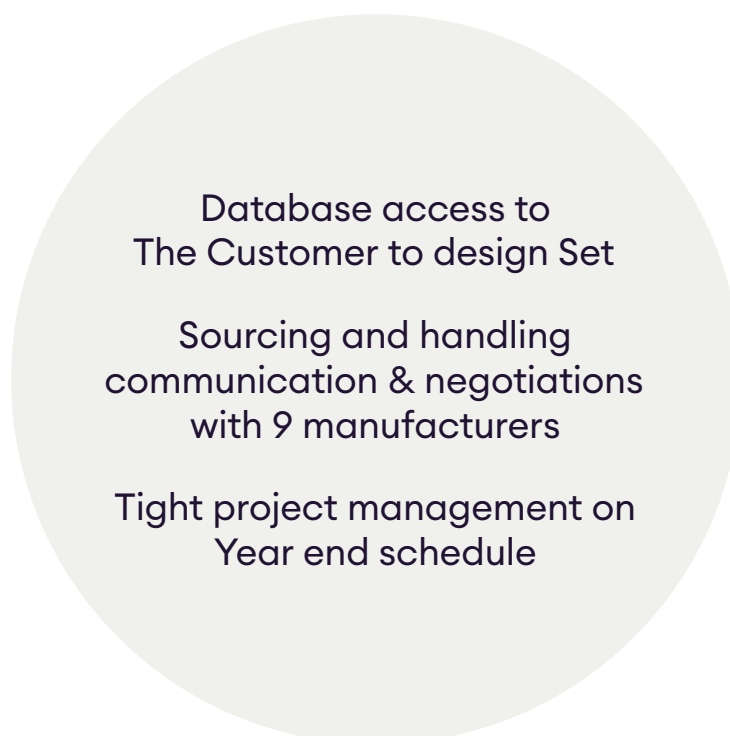 Database access to
The Customer to design Set
Sourcing and handling
communication & negotiations
with 9 manufacturers
Tight project management on
Year end schedule